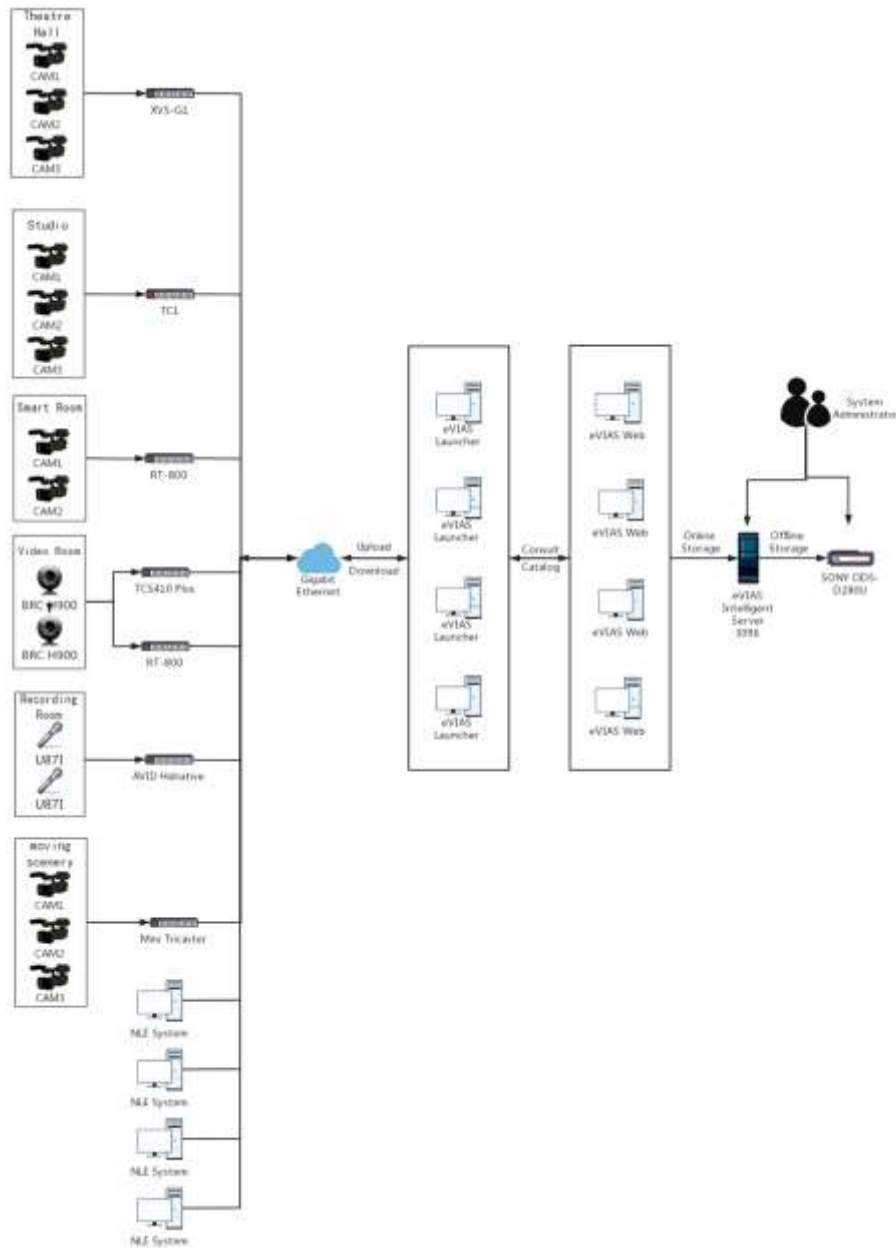 Theatre
Hall
CAM1
CAM2
CAM3
XVS-G1
Studio
CAM1
CAM2
CAM3
TC1
Smart Room
CAM1
CAM2
RT-800
Video Room
BRC H900
BRC H900
TCS410 Plus
RT-800
Recording
Room
U87I
U87I
AVID Hdnative
moving
scenery
CAM1
CAM2
CAM3
Mini Tricaster
NLE System
NLE System
NLE System
NLE System
Gigabit
Ethernet
Upload
Download
eVIAS
Launcher
eVIAS
Launcher
eVIAS
Launcher
eVIAS
Launcher
Consult
Catalog
eVIAS Web
eVIAS Web
eVIAS Web
eVIAS Web
Online
Storage
eVIAS
Intelligent
Server
Offline
Storage
SONY ODS-
D280U
System
Administrator